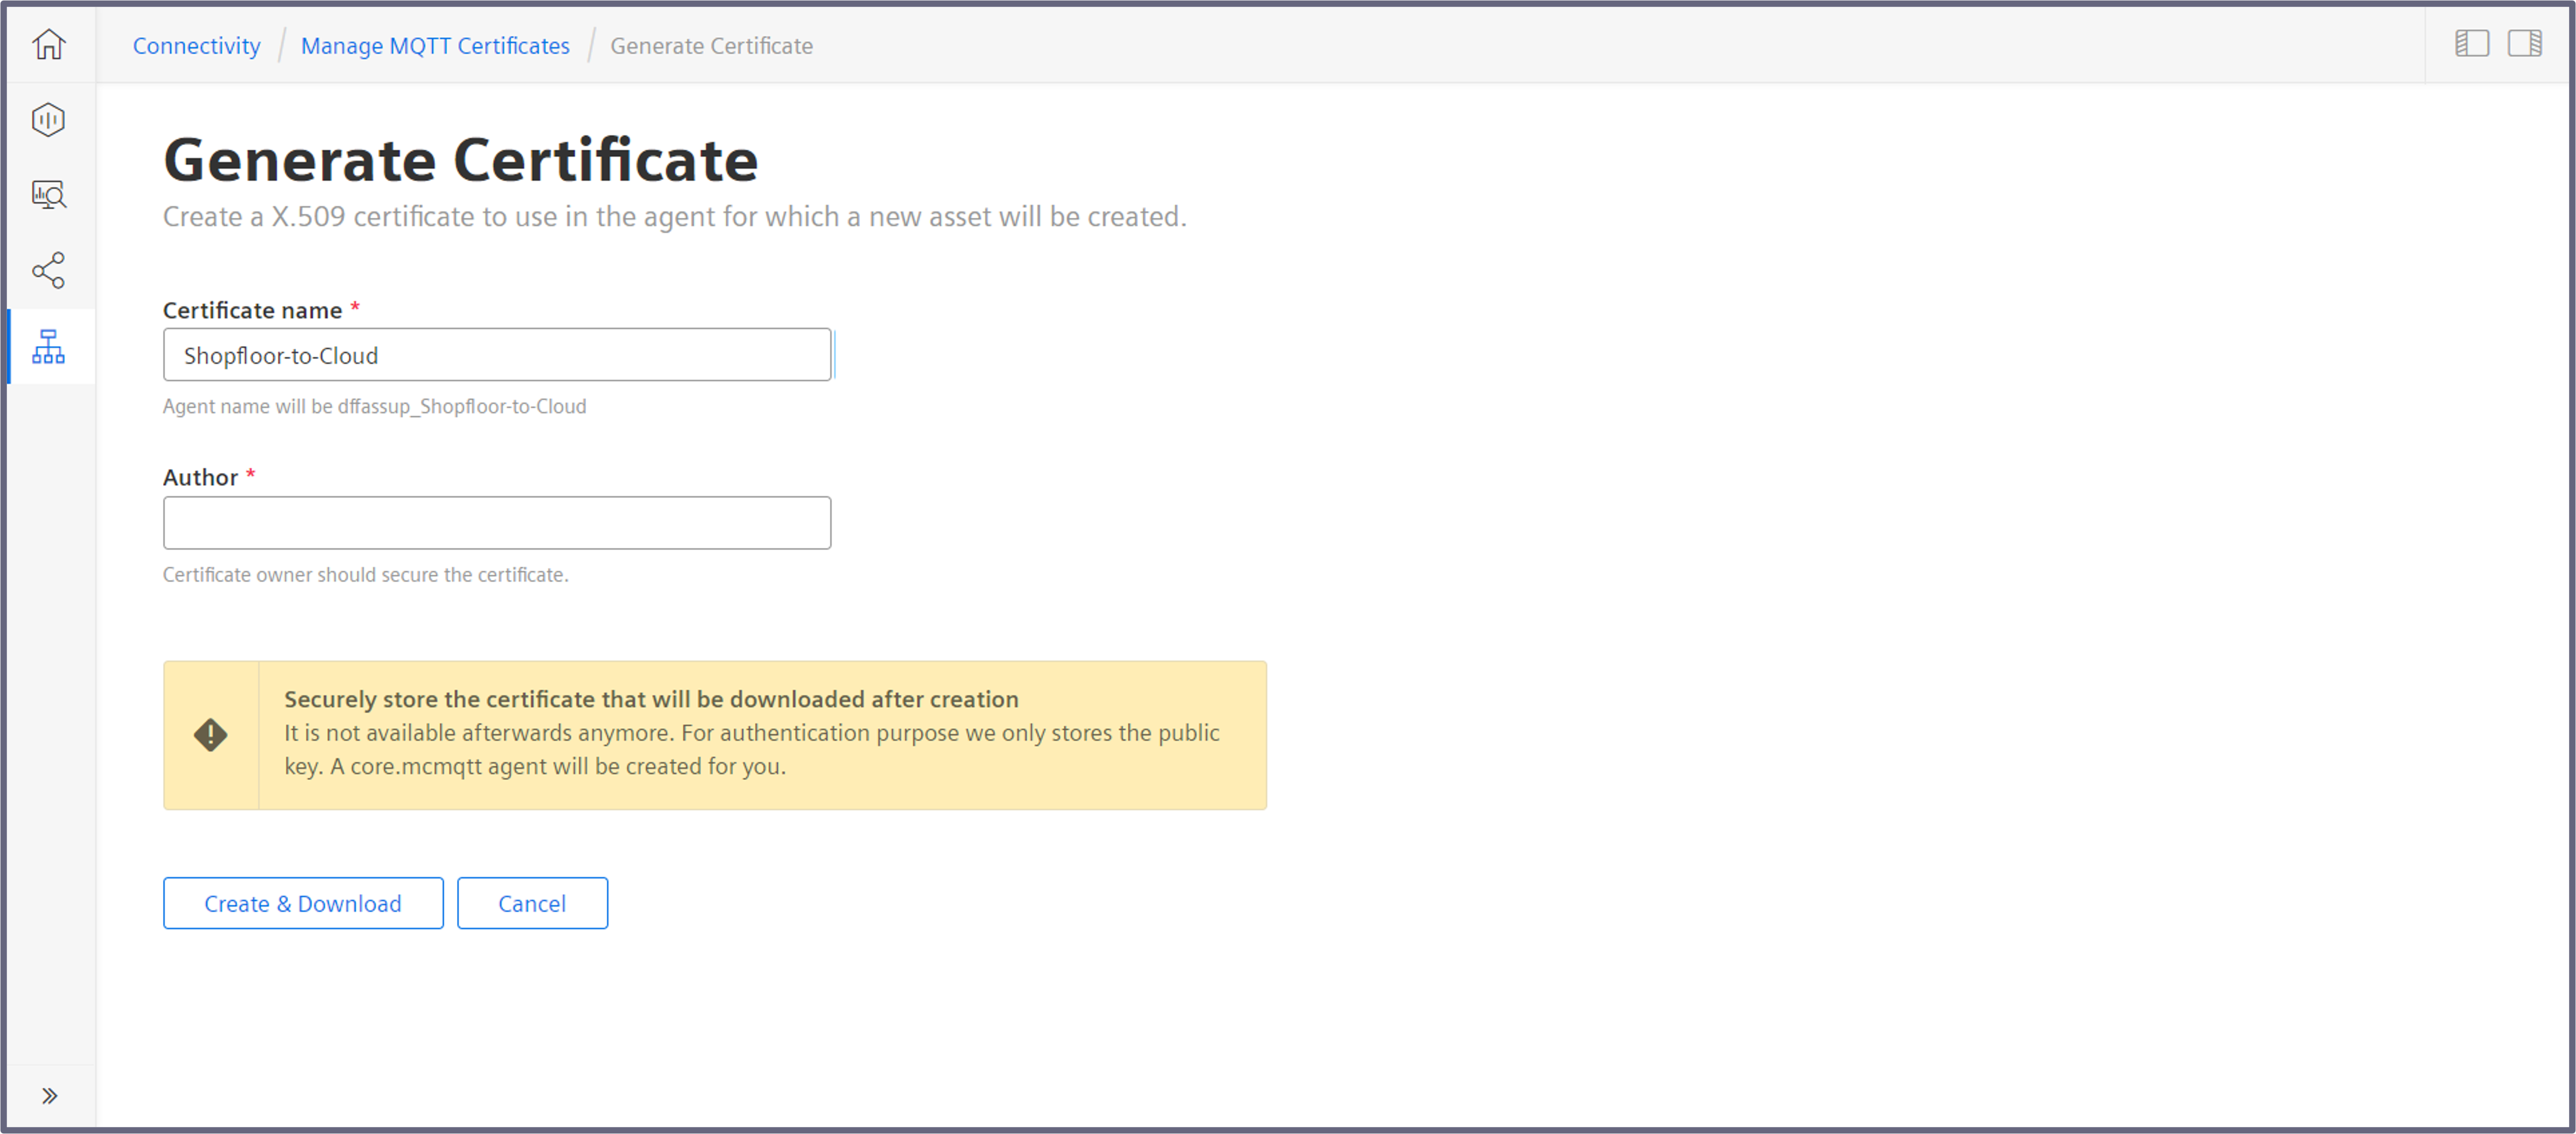 Connectivity / Manage MQTT Certificates / Generate Certificate
Generate Certificate
Create a X.509 certificate to use in the agent for which a new asset will be created.
Certificate name *
Shopfloor-to-Cloud
Agent name will be dffassup_Shopfloor-to-Cloud
Author *
Certificate owner should secure the certificate.
Securely store the certificate that will be downloaded after creation
It is not available afterwards anymore. For authentication purpose we only stores the public
key. A core.mcmqtt agent will be created for you.
Create & Download Cancel